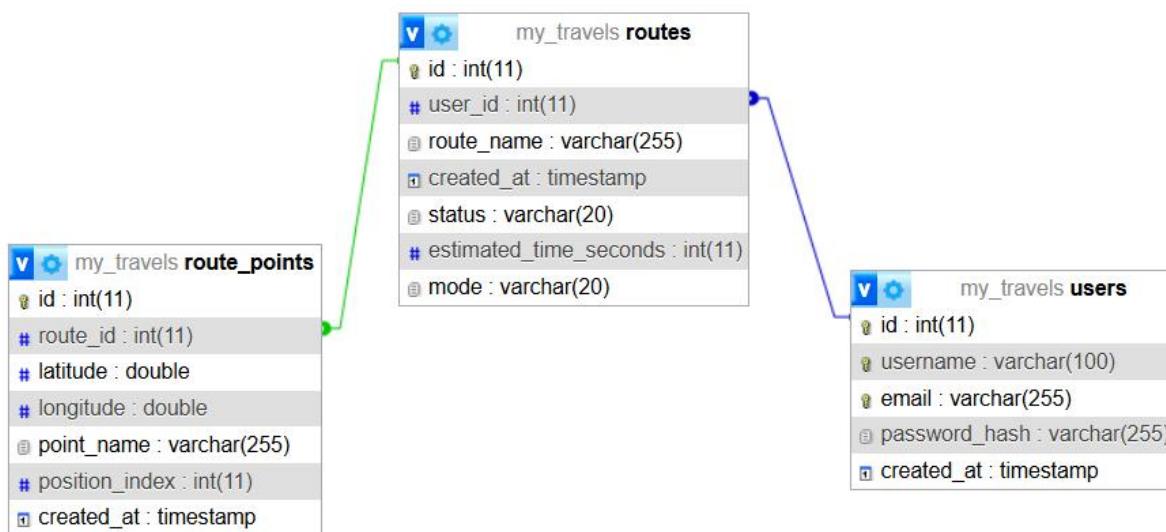 my_travels routes
id : int(11)
user_id : int(11)
route_name : varchar(255)
created_at : timestamp
status : varchar(20)
estimated_time_seconds : int(11)
mode : varchar(20)
my_travels route_points
id : int(11)
route_id : int(11)
latitude : double
longitude : double
point_name : varchar(255)
position_index : int(11)
created_at : timestamp
my_travels users
id : int(11)
username : varchar(100)
email : varchar(255)
password_hash : varchar(255)
created_at : timestamp